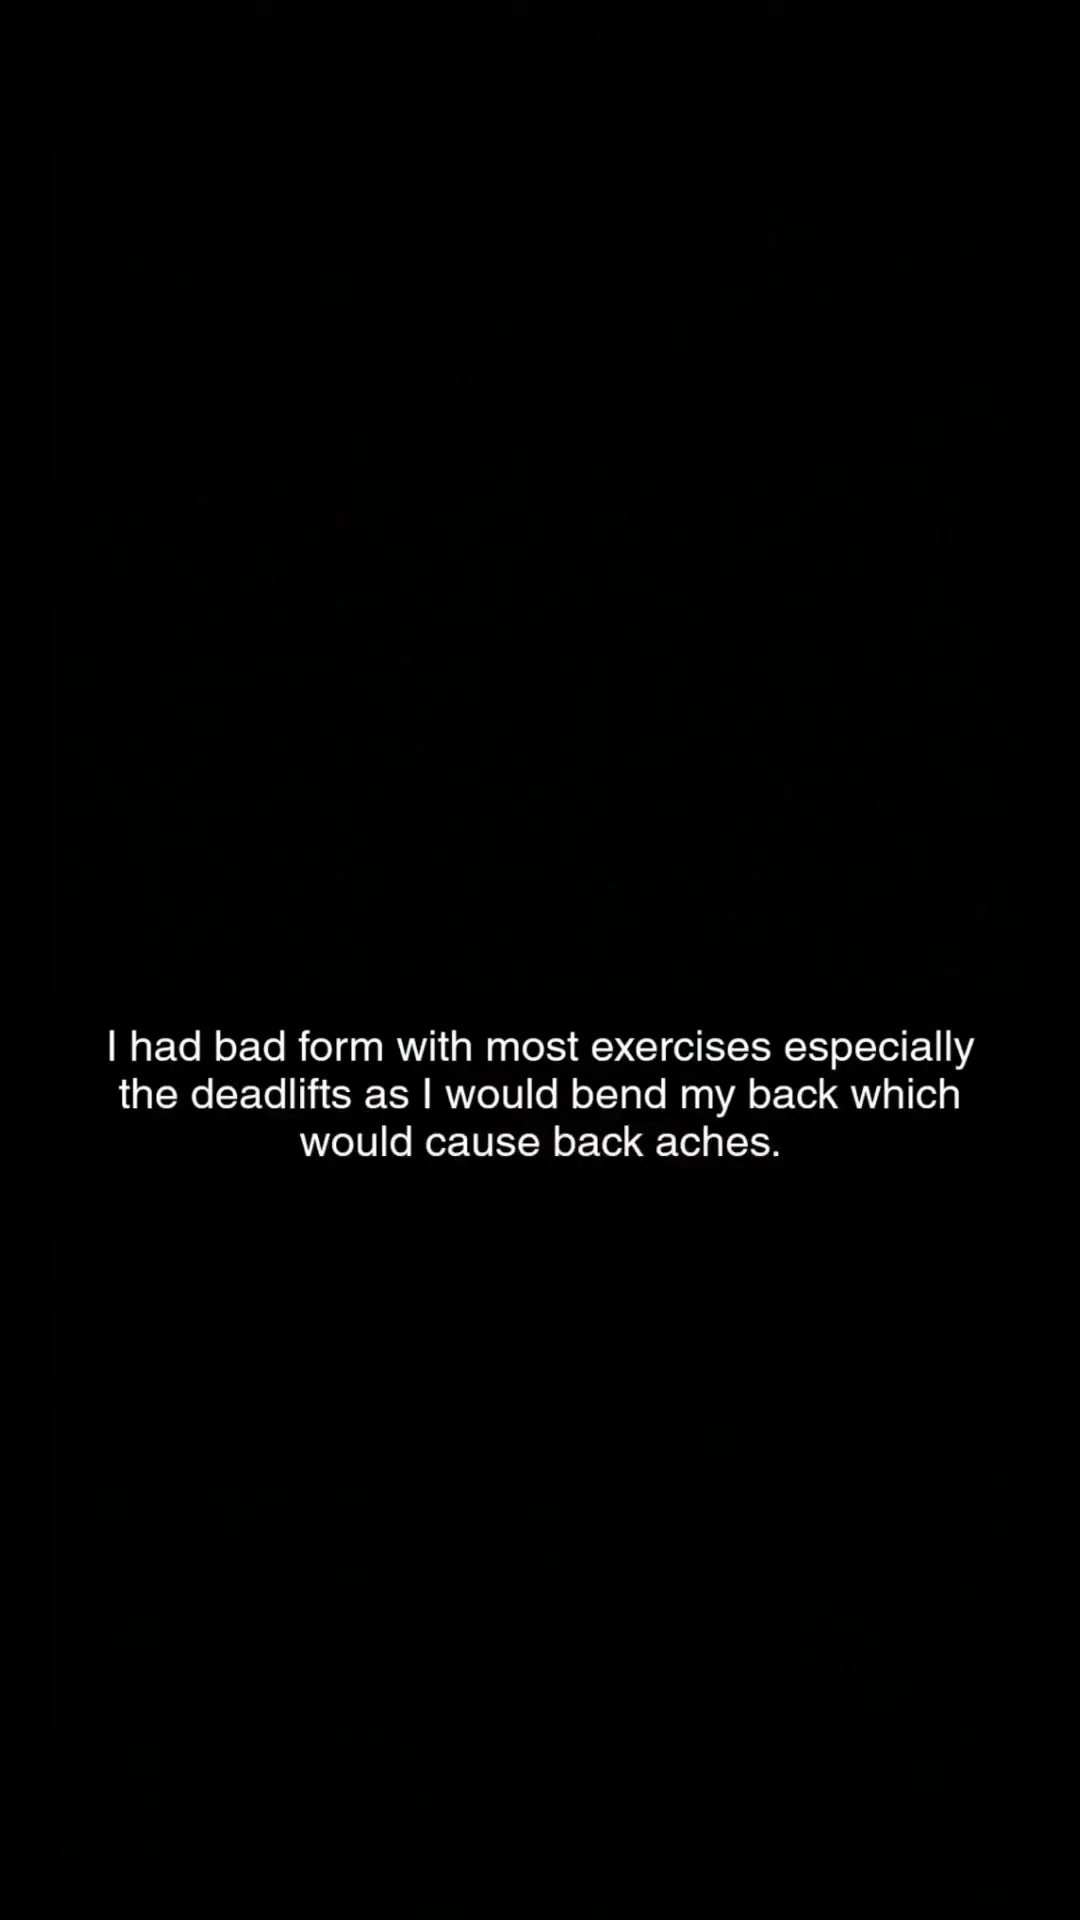 I had bad form with most exercises especially
the deadlifts as I would bend my back which
would cause back aches.